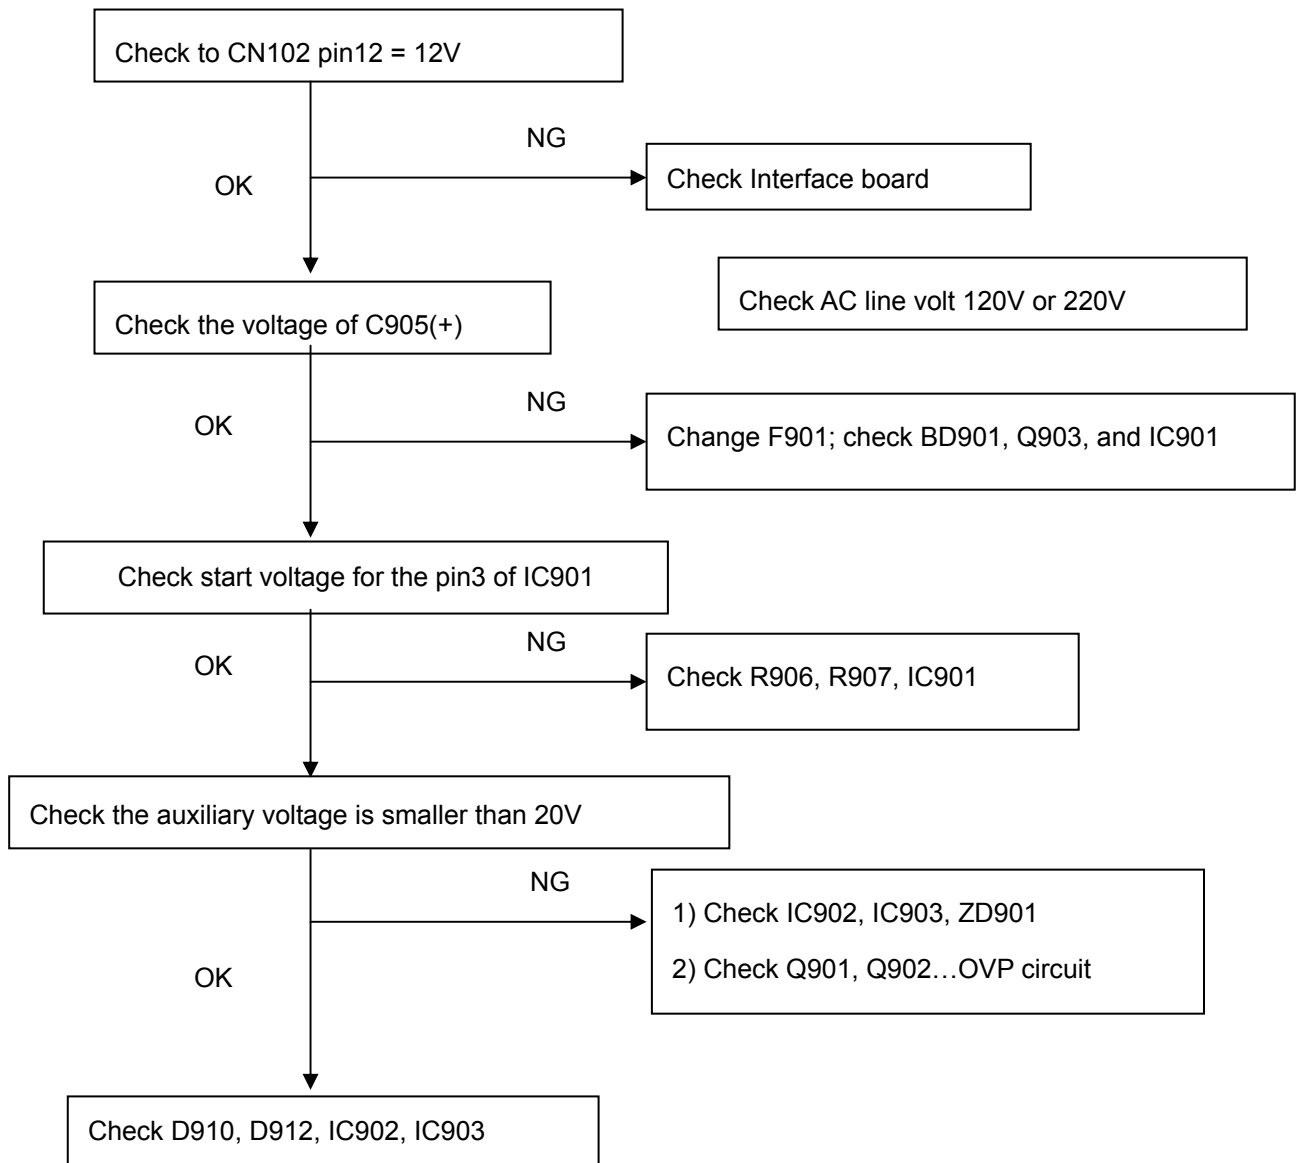 Check to CN102 pin12 = 12V
NG
OK
Check Interface board
Check AC line volt 120V or 220V
Check the voltage of C905(+)
NG
OK
Change F901; check BD901, Q903, and IC901
Check start voltage for the pin3 of IC901
NG
OK
Check R906, R907, IC901
Check the auxiliary voltage is smaller than 20V
NG
1) Check IC902, IC903, ZD901
2) Check Q901, Q902…OVP circuit
OK
Check D910, D912, IC902, IC903